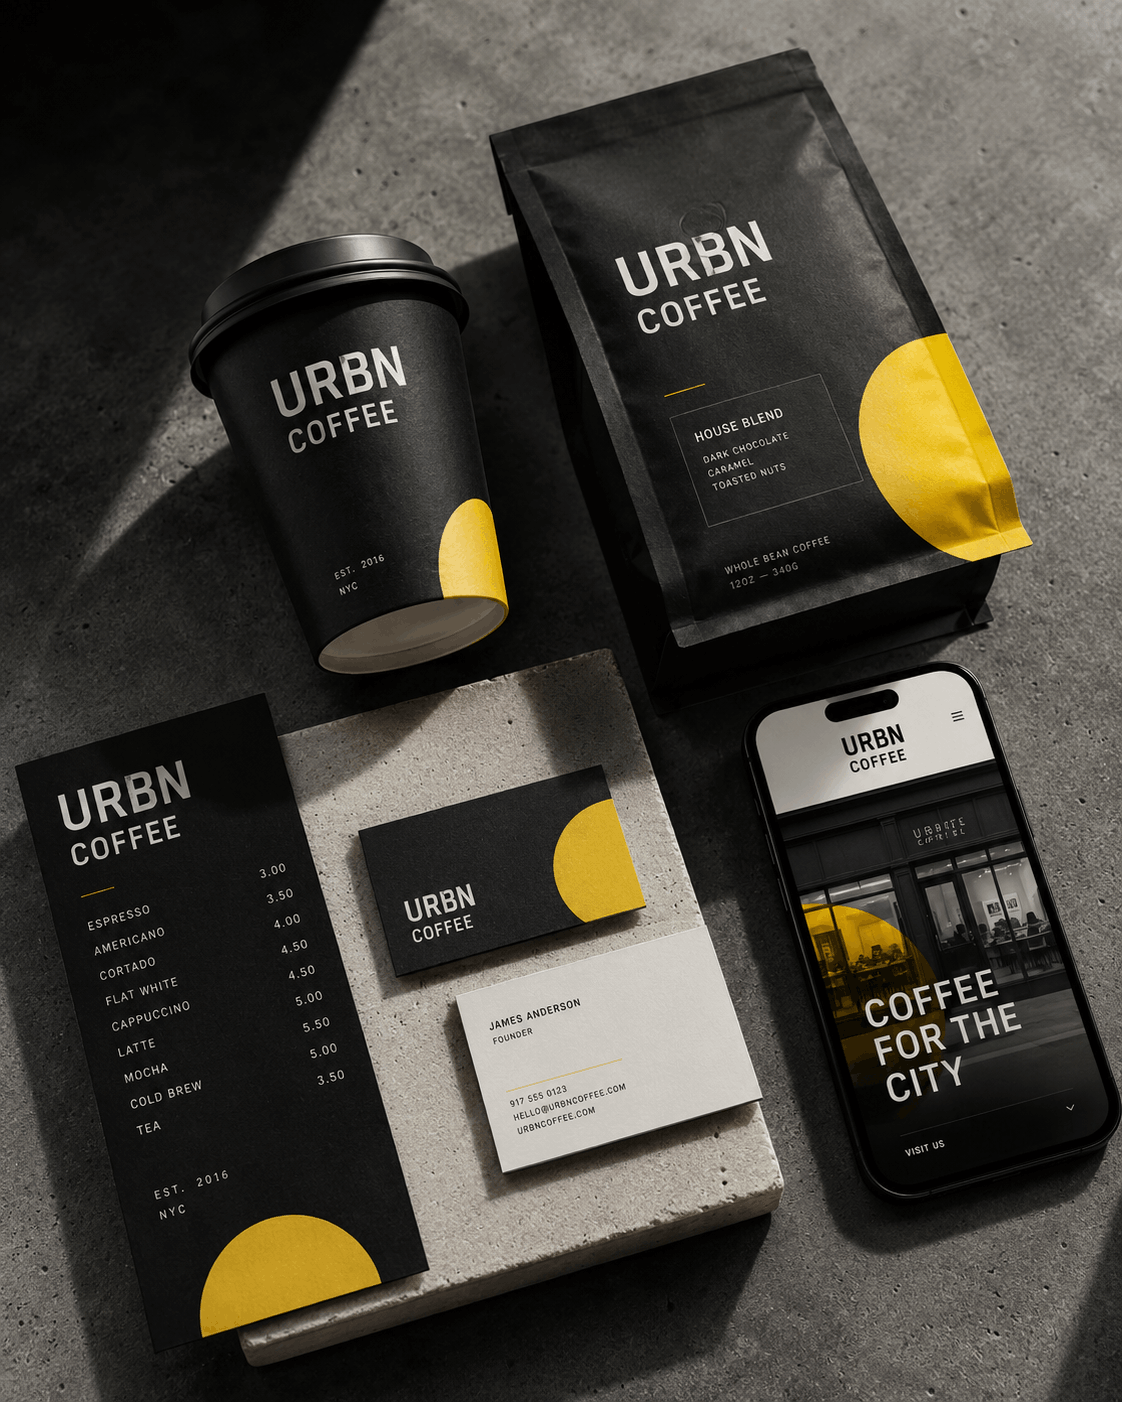 URBN
COFFEE
EST. 2016
NYC
URBN
COFFEE
HOUSE BLEND
DARK CHOCOLATE
CARAMEL
TOASTED NUTS
WHOLE BEAN COFFEE
12OZ — 340G
URBN
COFFEE
ESPRESSO 3.00
AMERICANO 3.50
CORTADO 4.00
FLAT WHITE 4.50
CAPPUCCINO 4.50
LATTE 5.00
MOCHA 5.50
COLD BREW 5.00
TEA 3.50
EST. 2016
NYC
URBN
COFFEE
JAMES ANDERSON
FOUNDER
917 555 0123
HELLO@URBNCOFFEE.COM
URBNCOFFEE.COM
URBN
COFFEE
COFFEE
FOR THE
CITY
VISIT US